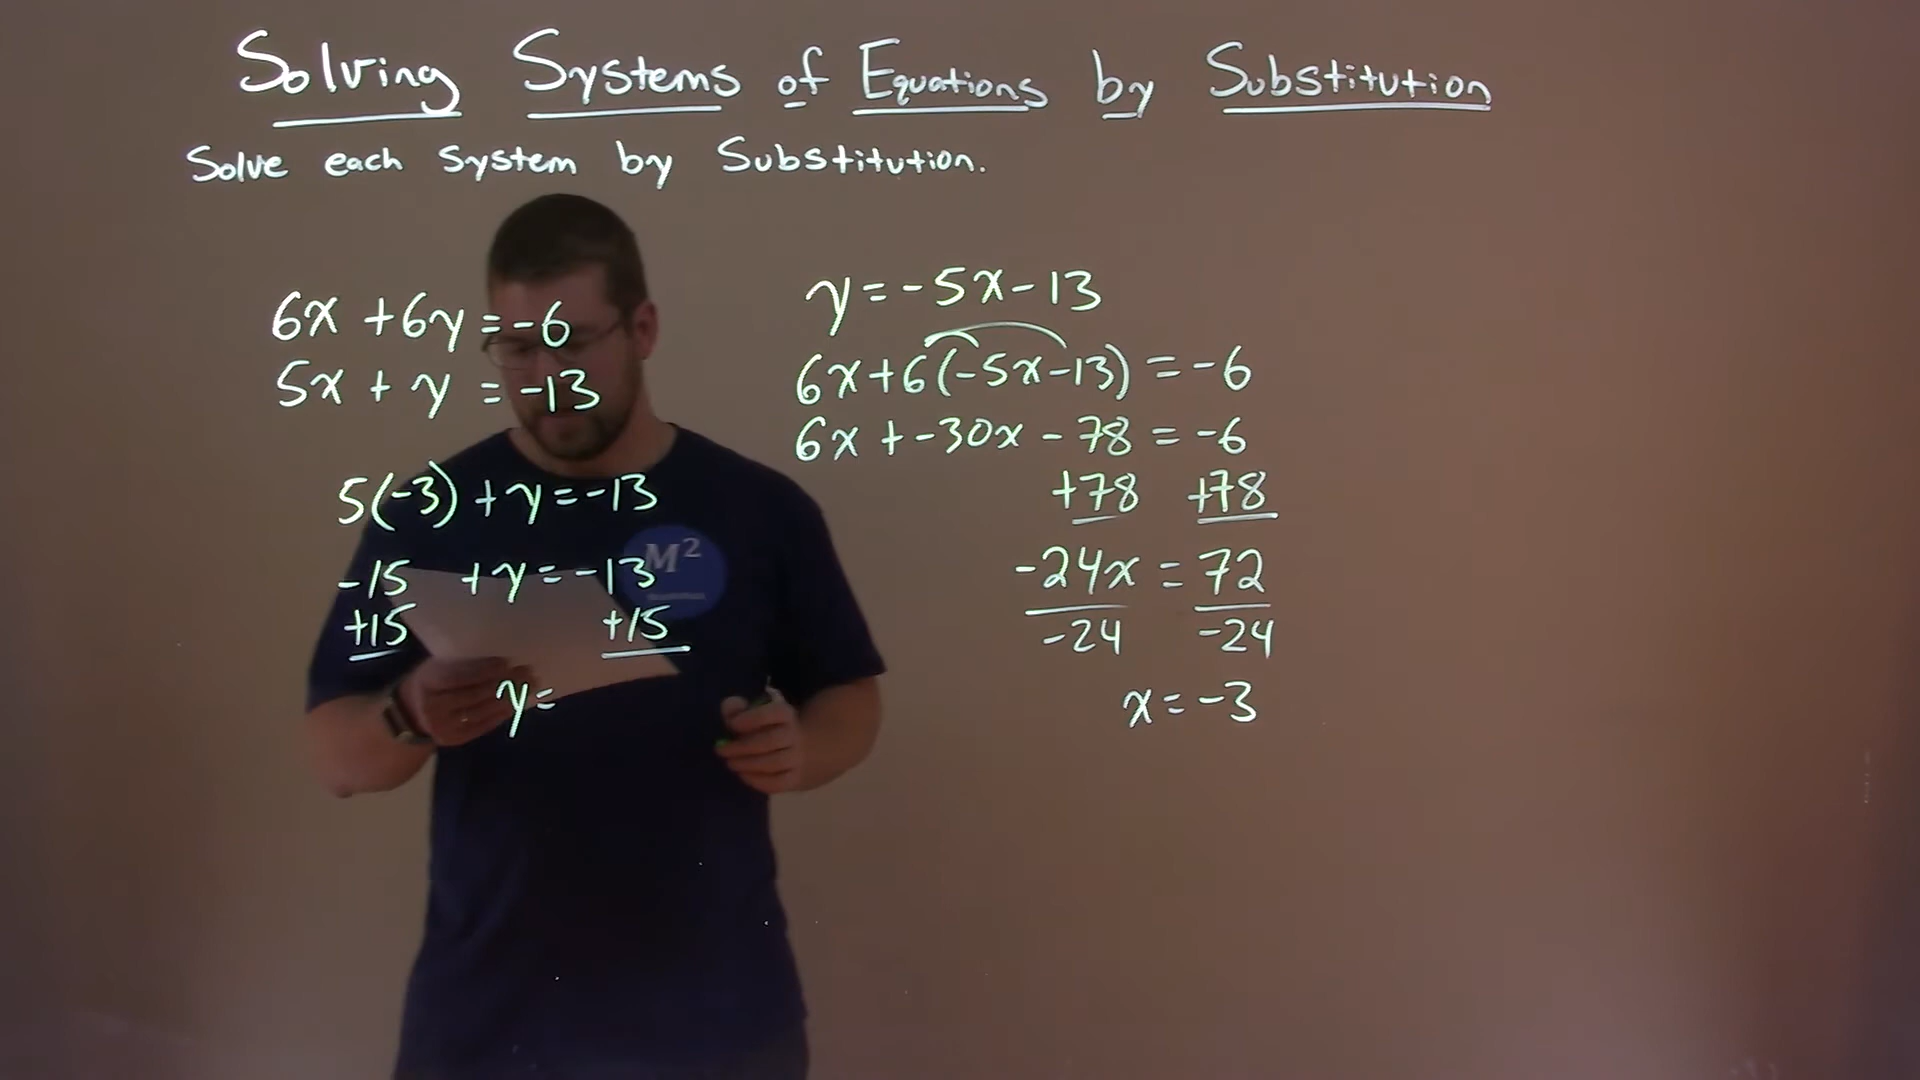 Solving Systems of Equations by Substitution
Solve each system by Substitution.
6x + 6y = -6
5x + y = -13
5(-3) + y = -13
-15 + y = -13
+15 +15
y =
M²
y = -5x - 13
6x + 6(-5x - 13) = -6
6x + -30x - 78 = -6
+78 +78
-24x = 72
-24 -24
x = -3